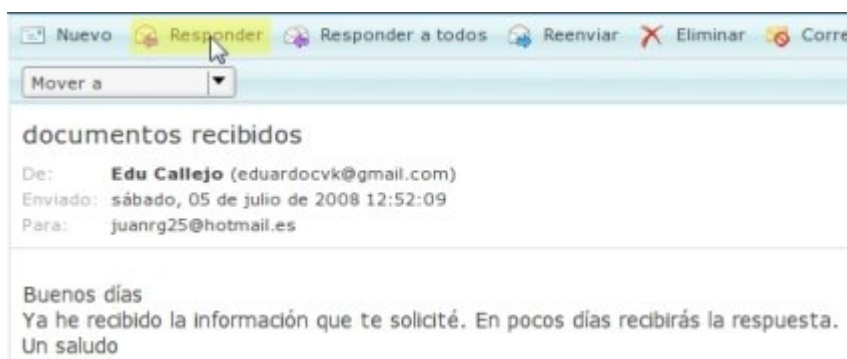 Nuevo Responder Responder a todos Reenviar Eliminar Corre
Mover a
documentos recibidos
De: Edu Callejo (eduardocvk@gmail.com)
Enviado: sábado, 05 de julio de 2008 12:52:09
Para: juanrg25@hotmail.es
Buenos días
Ya he recibido la información que te solicité. En pocos días recibirás la respuesta.
Un saludo